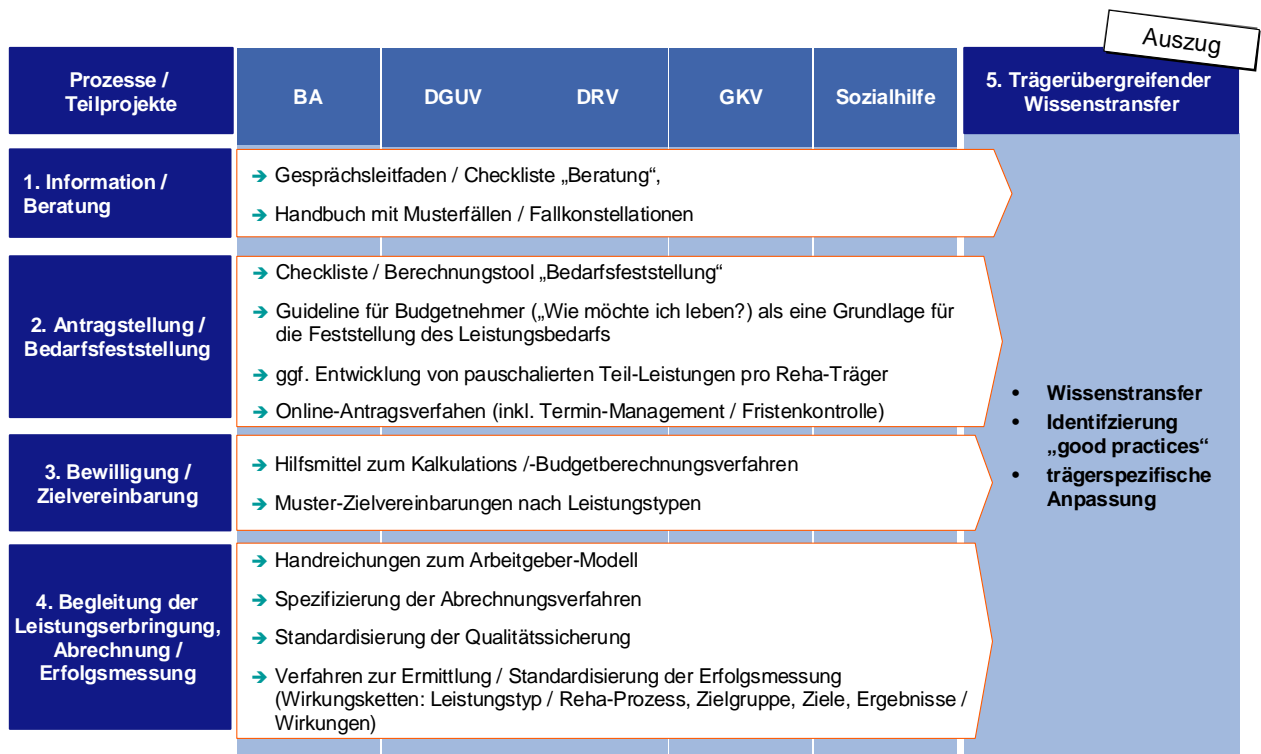 Auszug
Prozesse /
Teilprojekte
BA
DGUV
DRV
GKV
Sozialhilfe
5. Trägerübergreifender
Wissenstransfer
1. Information /
Beratung
➔ Gesprächsleitfaden / Checkliste „Beratung“,
➔ Handbuch mit Musterfällen / Fallkonstellationen
2. Antragstellung /
Bedarfsfeststellung
➔ Checkliste / Berechnungstool „Bedarfsfeststellung“
➔ Guideline für Budgetnehmer („Wie möchte ich leben?) als eine Grundlage für
die Feststellung des Leistungsbedarfs
➔ ggf. Entwicklung von pauschalierten Teil-Leistungen pro Reha-Träger
➔ Online-Antragsverfahen (inkl. Termin-Management / Fristenkontrolle)
3. Bewilligung /
Zielvereinbarung
➔ Hilfsmittel zum Kalkulations /-Budgetberechnungsverfahren
➔ Muster-Zielvereinbarungen nach Leistungstypen
4. Begleitung der
Leistungserbringung,
Abrechnung /
Erfolgsmessung
➔ Handreichungen zum Arbeitgeber-Modell
➔ Spezifizierung der Abrechnungsverfahren
➔ Standardisierung der Qualitätssicherung
➔ Verfahren zur Ermittlung / Standardisierung der Erfolgsmessung
(Wirkungsketten: Leistungstyp / Reha-Prozess, Zielgruppe, Ziele, Ergebnisse /
Wirkungen)
• Wissenstransfer
• Identifzierung
„good practices“
• trägerspezifische
Anpassung